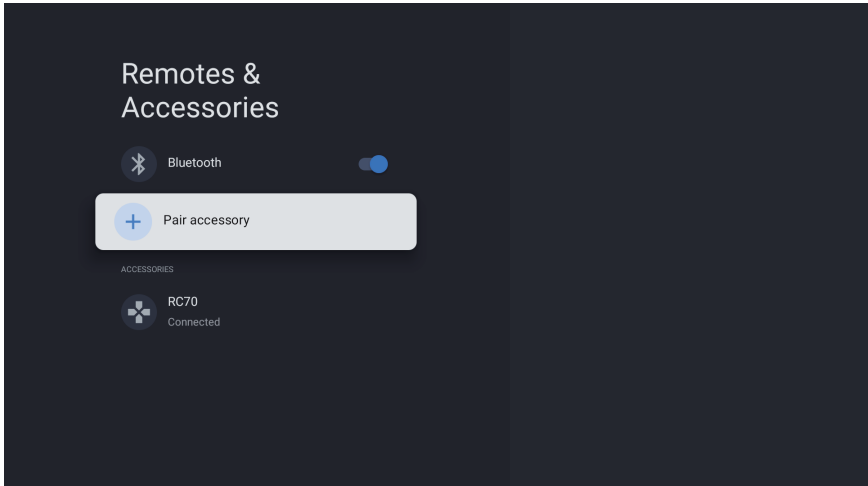 Remotes &
Accessories
Bluetooth
Pair accessory
ACCESSORIES
RC70
Connected